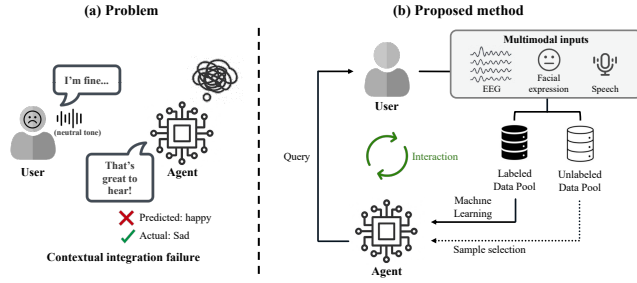 (a) Problem
I'm fine...
(neutral tone)
User
Agent
That's
great to
hear!
Predicted: happy
Actual: Sad
Contextual integration failure
(b) Proposed method
User
Multimodal inputs
EEG
Facial
expression
Speech
Query
Interaction
Labeled
Data Pool
Unlabeled
Data Pool
Machine
Learning
Sample selection
Agent